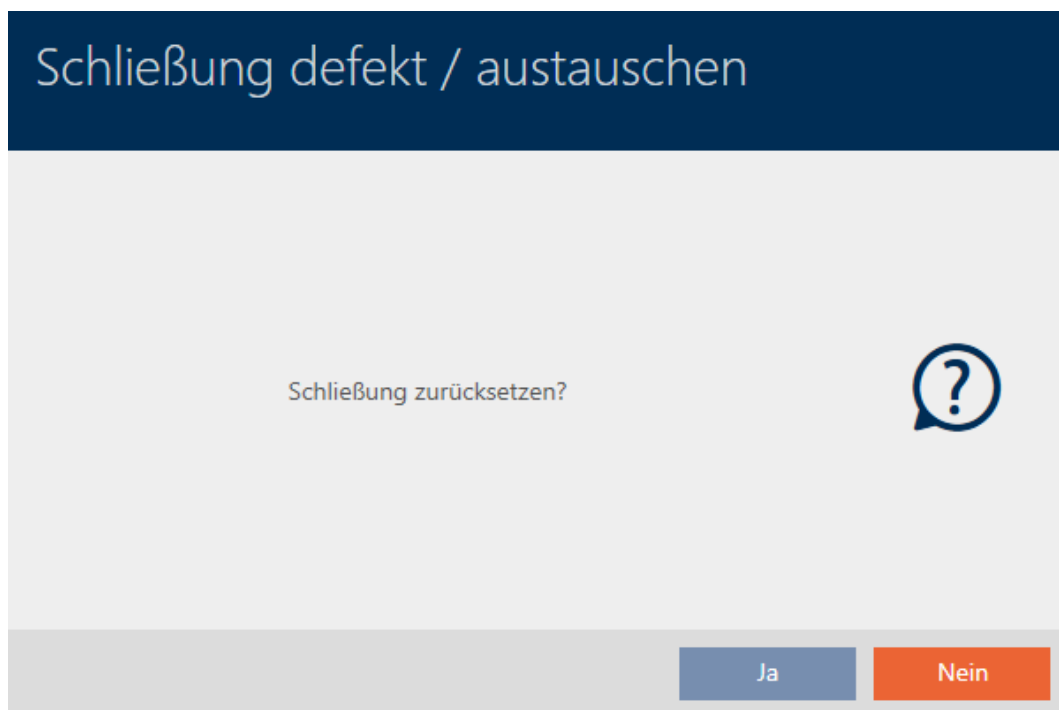 Schließung defekt / austauschen
Schließung zurücksetzen?
?
Ja
Nein